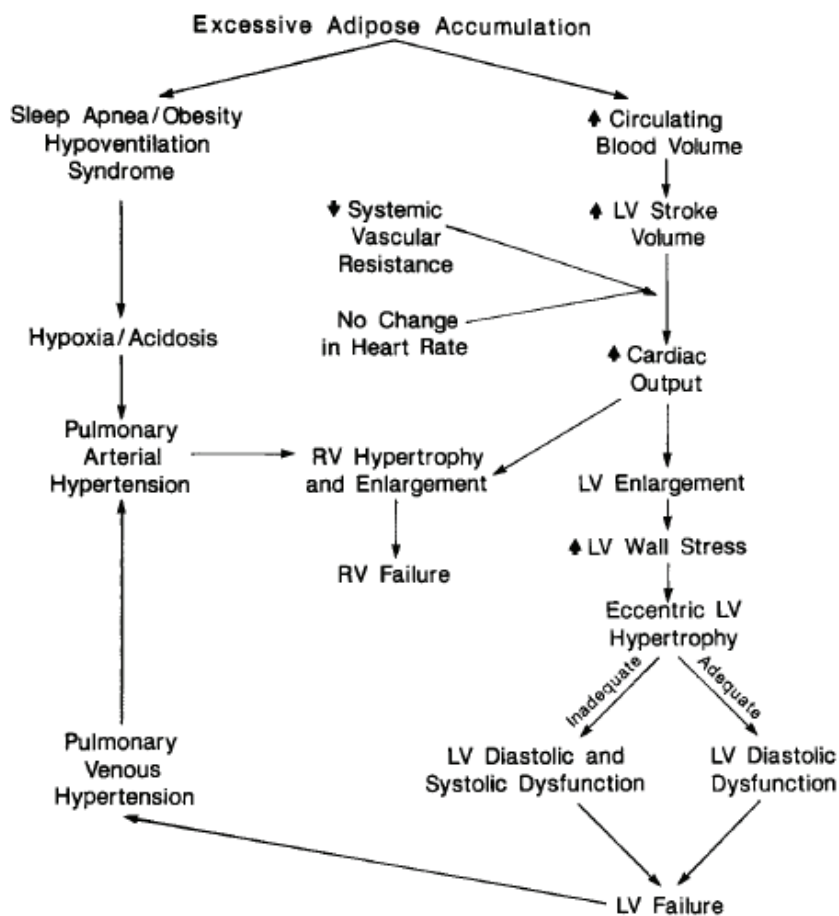 Excessive Adipose Accumulation
Sleep Apnea/Obesity
Hypoventilation
Syndrome
↑ Circulating
Blood Volume
↓ Systemic
Vascular
Resistance
↑ LV Stroke
Volume
No Change
in Heart Rate
Hypoxia/Acidosis
↑ Cardiac
Output
Pulmonary
Arterial
Hypertension
RV Hypertrophy
and Enlargement
LV Enlargement
RV Failure
↑ LV Wall Stress
Eccentric LV
Hypertrophy
Inadequate
Adequate
Pulmonary
Venous
Hypertension
LV Diastolic and
Systolic Dysfunction
LV Diastolic
Dysfunction
LV Failure